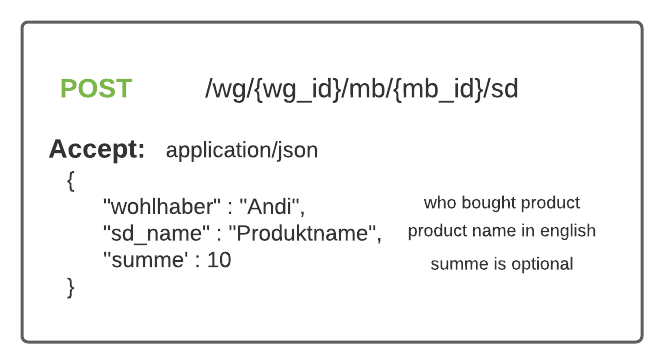 POST /wg/{wg_id}/mb/{mb_id}/sd
Accept: application/json
{
"wohlhaber" : "Andi", who bought product
"sd_name" : "Produktname", product name in english
"summe' : 10 summe is optional
}